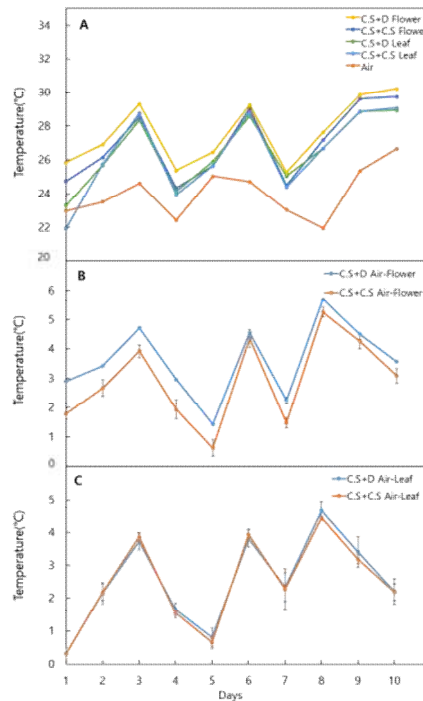 A
C.S+D Flower
C.S+C.S Flower
C.S+D Leaf
C.S+C.S Leaf
Air
Temperature(℃)
34
32
30
28
26
24
22
20
B
C.S+D Air-Flower
C.S+C.S Air-Flower
Temperature(℃)
6
5
4
3
2
1
0
C
C.S+D Air-Leaf
C.S+C.S Air-Leaf
Temperature(℃)
5
4
3
2
1
0
1 2 3 4 5 6 7 8 9 10
Days